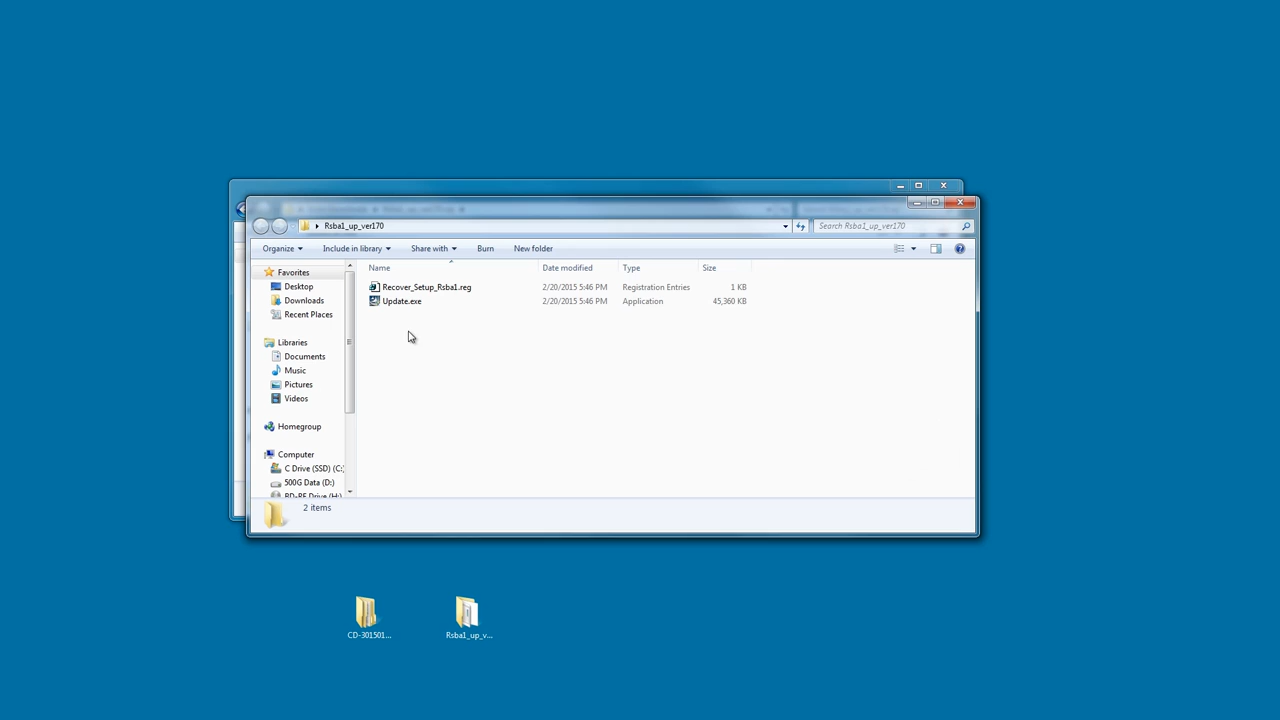 Rsba1_up_ver170
Search Rsba1_up_ver170
Organize Include in library Share with Burn New folder
Favorites
Desktop
Downloads
Recent Places
Libraries
Documents
Music
Pictures
Videos
Homegroup
Computer
C Drive (SSD) (C:)
500G Data (D:)
BD-RE Drive (H:)
Name Date modified Type Size
Recover_Setup_Rsba1.reg 2/20/2015 5:46 PM Registration Entries 1 KB
Update.exe 2/20/2015 5:46 PM Application 45,360 KB
2 items
CD-301501...
Rsba1_up_v...